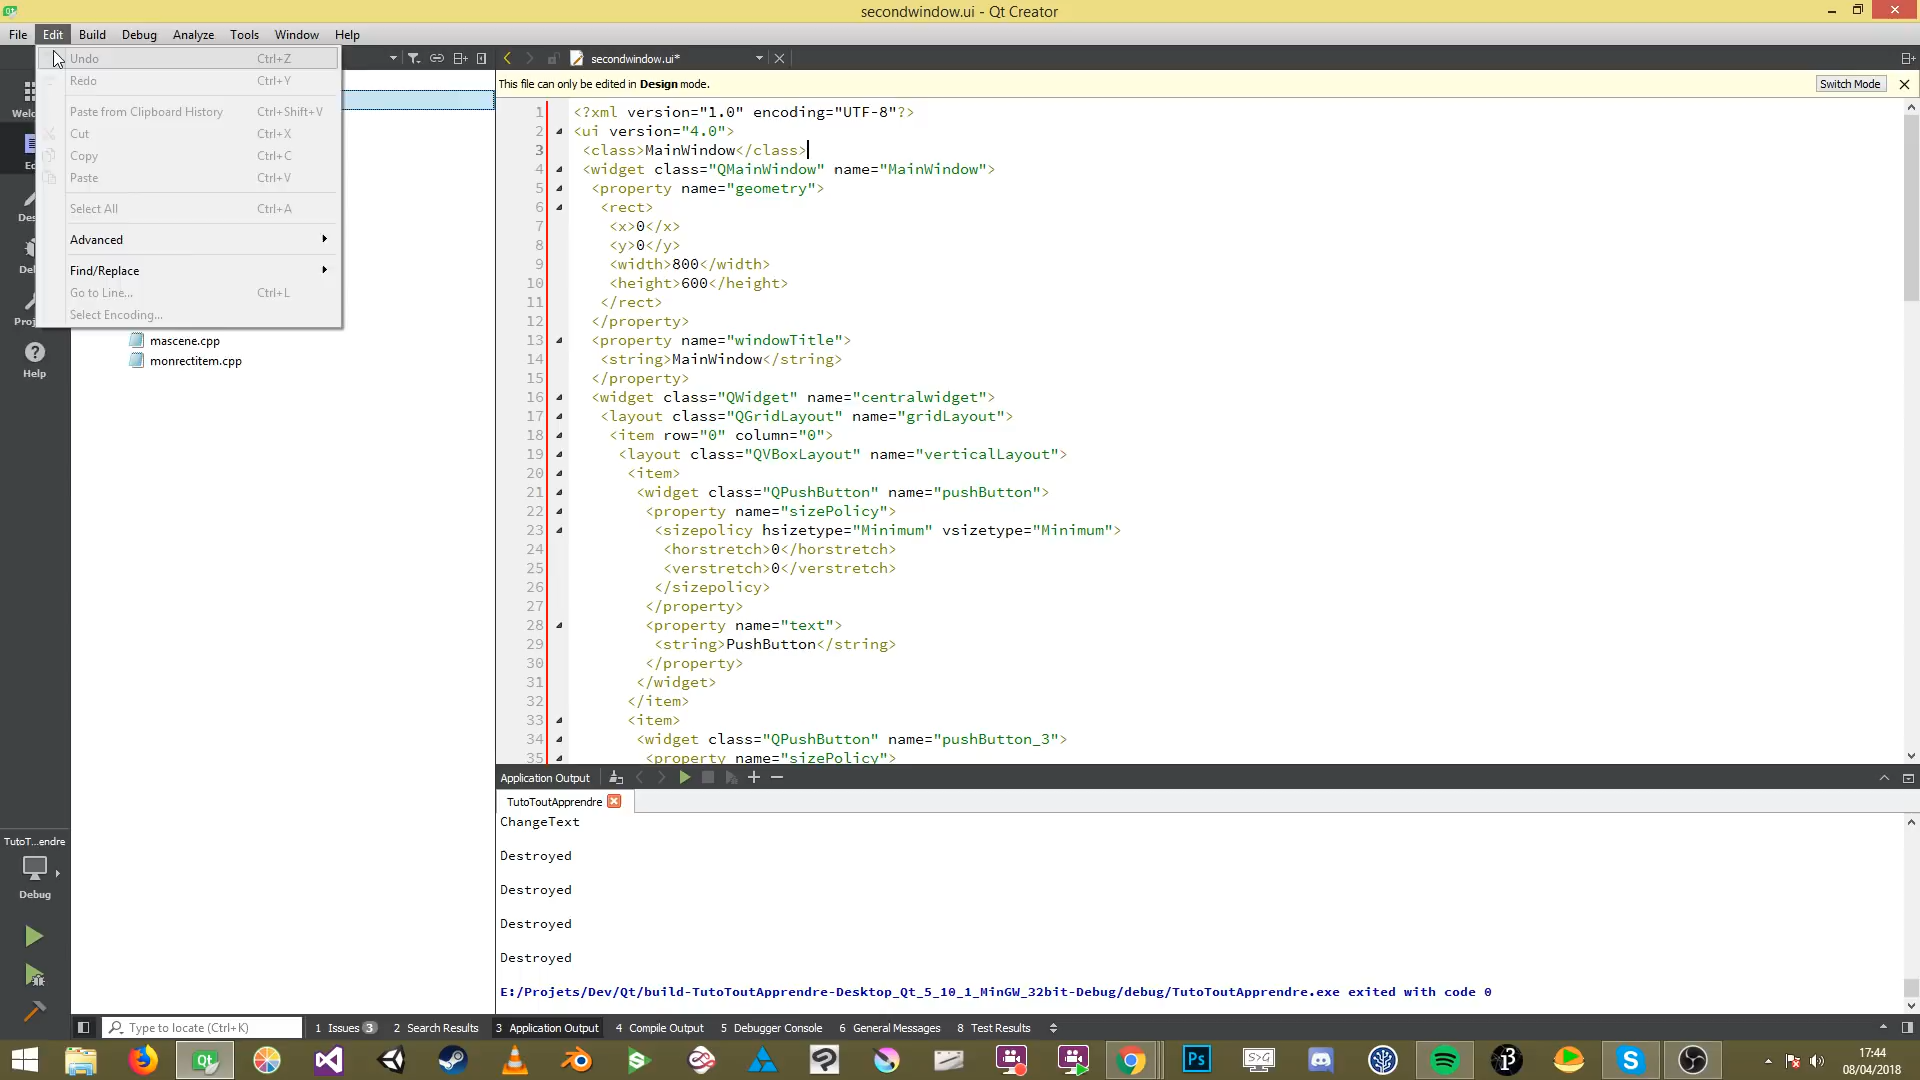 secondwindow.ui - Qt Creator
File Edit Build Debug Analyze Tools Window Help
Undo Ctrl+Z
Redo Ctrl+Y
Paste from Clipboard History Ctrl+Shift+V
Cut Ctrl+X
Copy Ctrl+C
Paste Ctrl+V
Select All Ctrl+A
Advanced
Find/Replace
Go to Line... Ctrl+L
Select Encoding...
mascene.cpp
monrectitem.cpp
Help
TutoT...endre
Debug
secondwindow.ui*
This file can only be edited in Design mode.
Switch Mode
1 <?xml version="1.0" encoding="UTF-8"?>
2 <ui version="4.0">
3 <class>MainWindow</class>
4 <widget class="QMainWindow" name="MainWindow">
5 <property name="geometry">
6 <rect>
7 <x>0</x>
8 <y>0</y>
9 <width>800</width>
10 <height>600</height>
11 </rect>
12 </property>
13 <property name="windowTitle">
14 <string>MainWindow</string>
15 </property>
16 <widget class="QWidget" name="centralwidget">
17 <layout class="QGridLayout" name="gridLayout">
18 <item row="0" column="0">
19 <layout class="QVBoxLayout" name="verticalLayout">
20 <item>
21 <widget class="QPushButton" name="pushButton">
22 <property name="sizePolicy">
23 <sizepolicy hsizetype="Minimum" vsizetype="Minimum">
24 <horstretch>0</horstretch>
25 <verstretch>0</verstretch>
26 </sizepolicy>
27 </property>
28 <property name="text">
29 <string>PushButton</string>
30 </property>
31 </widget>
32 </item>
33 <item>
34 <widget class="QPushButton" name="pushButton_3">
35 <property name="sizePolicy">
Application Output
TutoToutApprendre
ChangeText
Destroyed
Destroyed
Destroyed
Destroyed
E:/Projets/Dev/Qt/build-TutoToutApprendre-Desktop_Qt_5_10_1_MinGW_32bit-Debug/debug/TutoToutApprendre.exe exited with code 0
Type to locate (Ctrl+K) 1 Issues 3 2 Search Results 3 Application Output 4 Compile Output 5 Debugger Console 6 General Messages 8 Test Results
17:44
08/04/2018